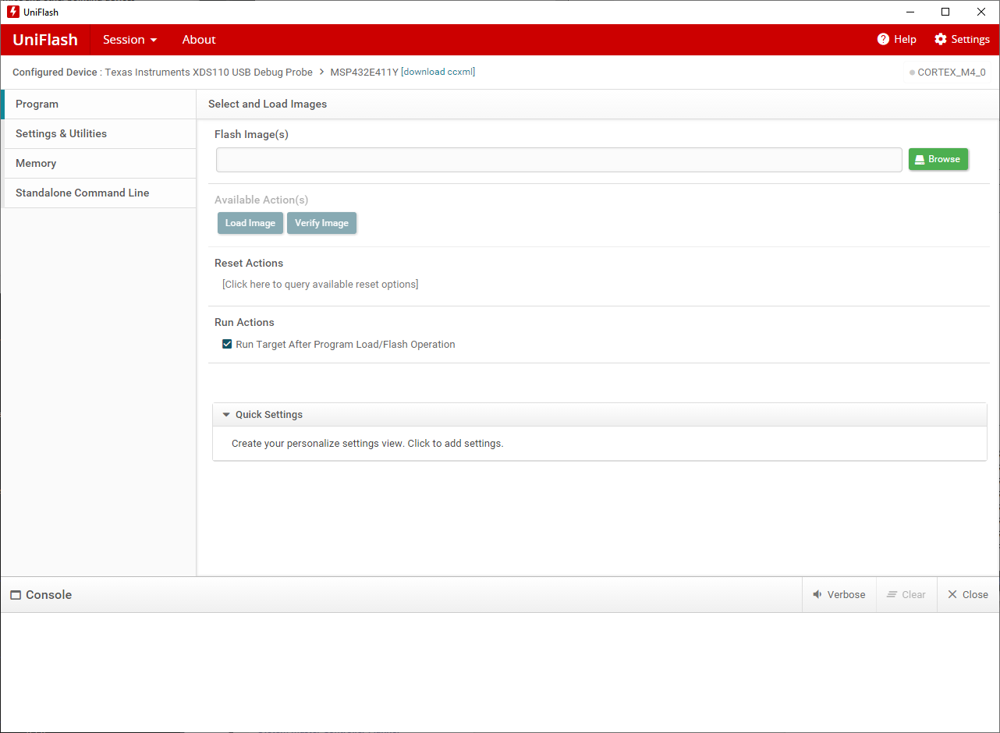 UniFlash
UniFlash Session About Help Settings
Configured Device : Texas Instruments XDS110 USB Debug Probe > MSP432E411Y [download ccxml] CORTEX_M4_0
Program
Select and Load Images
Settings & Utilities
Memory
Standalone Command Line
Flash Image(s)
Browse
Available Action(s)
Load Image Verify Image
Reset Actions
[Click here to query available reset options]
Run Actions
Run Target After Program Load/Flash Operation
Quick Settings
Create your personalize settings view. Click to add settings.
Console Verbose Clear Close